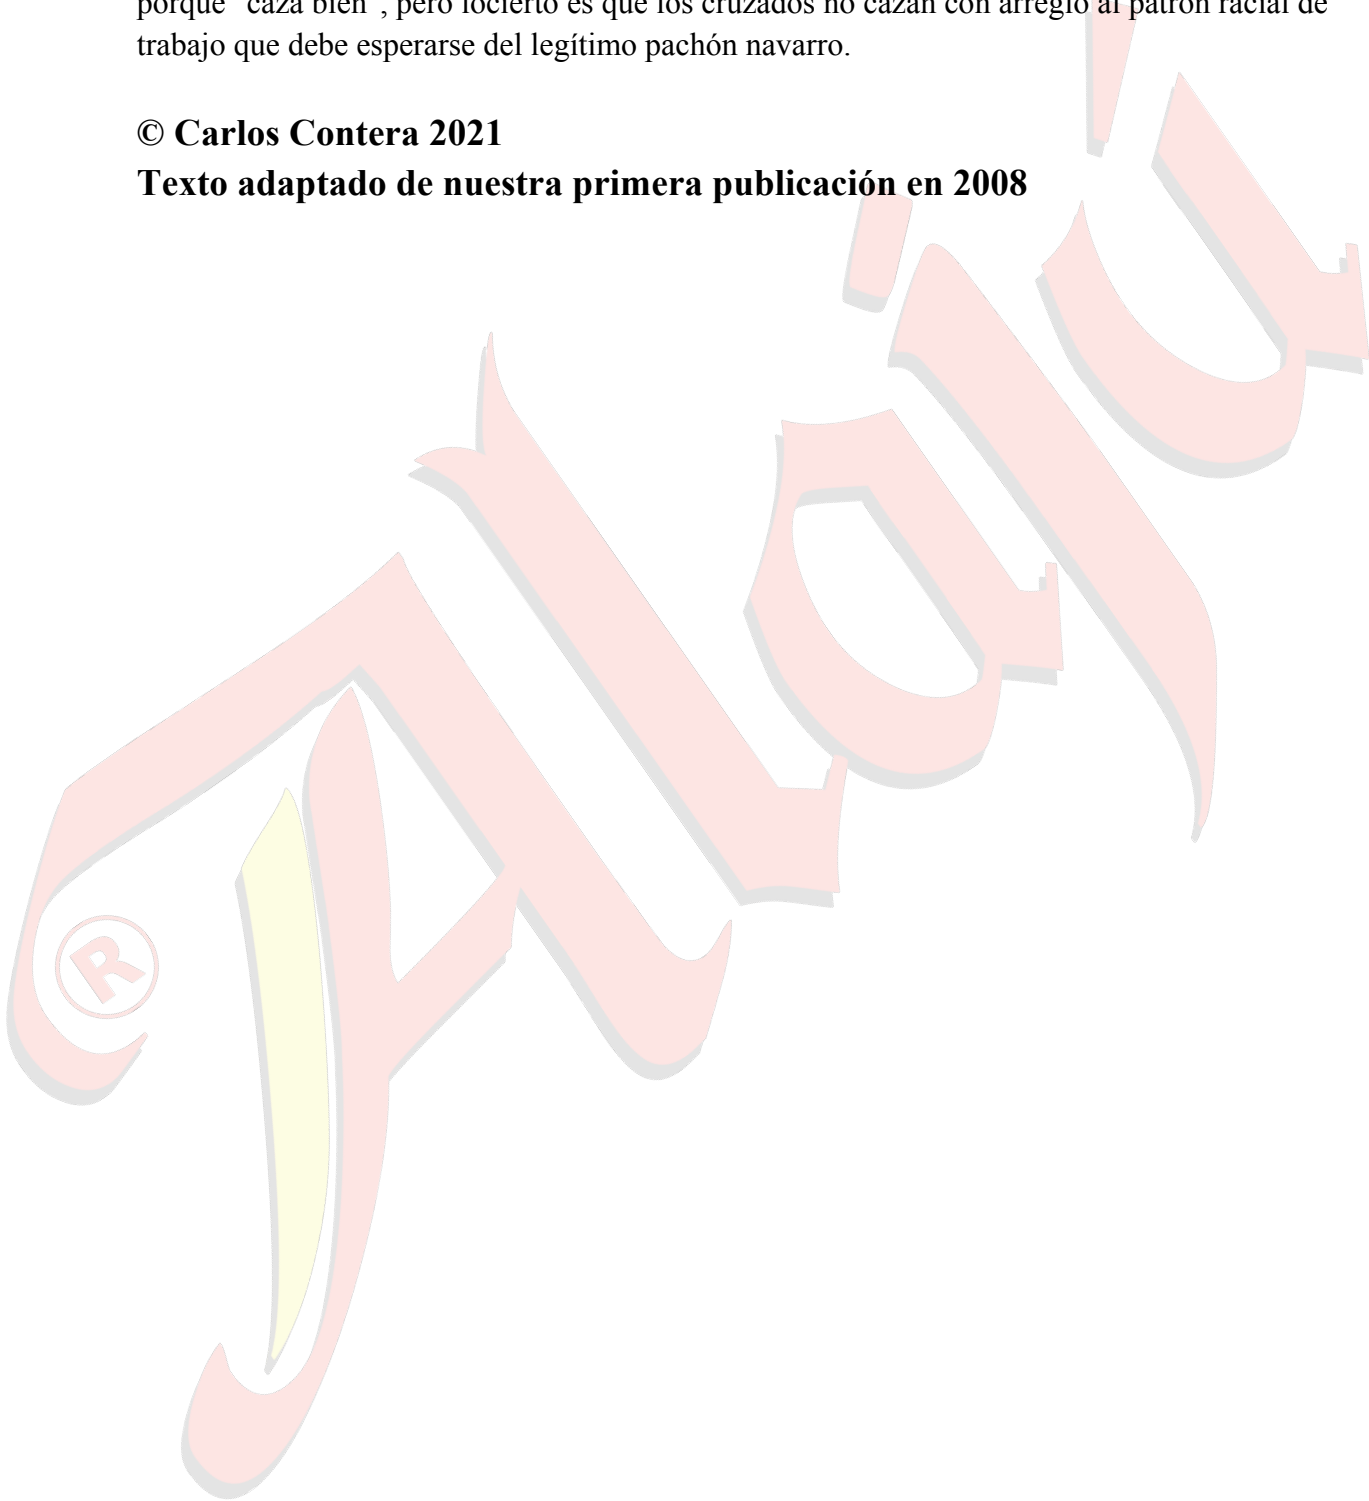 porque "caza bien", pero locierto es que los cruzados no cazan con arreglo al patrón racial de
trabajo que debe esperarse del legítimo pachón navarro.
© Carlos Contera 2021
Texto adaptado de nuestra primera publicación en 2008
Alajú
®